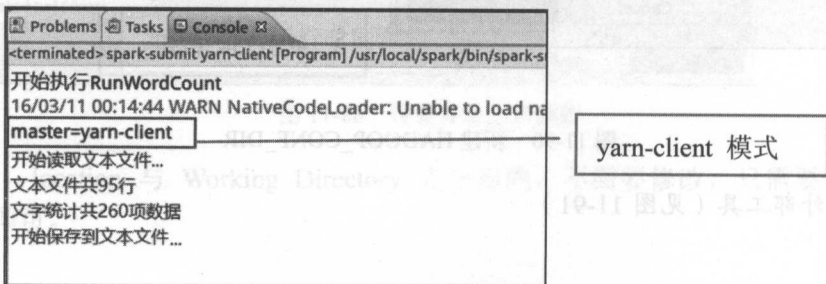 Problems Tasks Console
<terminated> spark-submit yarn-client [Program] /usr/local/spark/bin/spark-s
开始执行RunWordCount
16/03/11 00:14:44 WARN NativeCodeLoader: Unable to load na
master=yarn-client
yarn-client 模式
开始读取文本文件...
文本文件共95行
文字统计共260项数据
开始保存到文本文件...